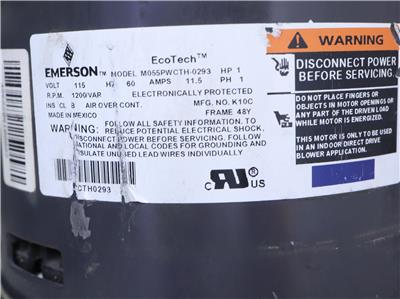 EcoTech™
EMERSON™ MODEL M055PWCTH-0293 HP 1
VOLT 115 HZ 60 AMPS 11.5 PH 1
R.P.M. 1200/VAR ELECTRONICALLY PROTECTED
INS CL B AIR OVER CONT. MFG. NO. K10C
MADE IN MEXICO FRAME 48Y
WARNING: FOLLOW ALL SAFETY INFORMATION. TO
REDUCE POTENTIAL ELECTRICAL SHOCK,
DISCONNECT POWER BEFORE SERVICING. FOLLOW
NATIONAL AND LOCAL CODES FOR GROUNDING AND
INSULATE UNUSED LEAD WIRES INDIVIDUALLY
CTH0293
C US
WARNING
DISCONNECT POWER
BEFORE SERVICING.
DO NOT PLACE FINGERS OR
OBJECTS IN MOTOR OPENINGS OR
ANY PART OF THE BLOWER LOAD
WHILE MOTOR IS ENERGIZED.
THIS MOTOR IS ONLY TO BE USED
IN AN INDOOR DIRECT DRIVE
BLOWER APPLICATION.